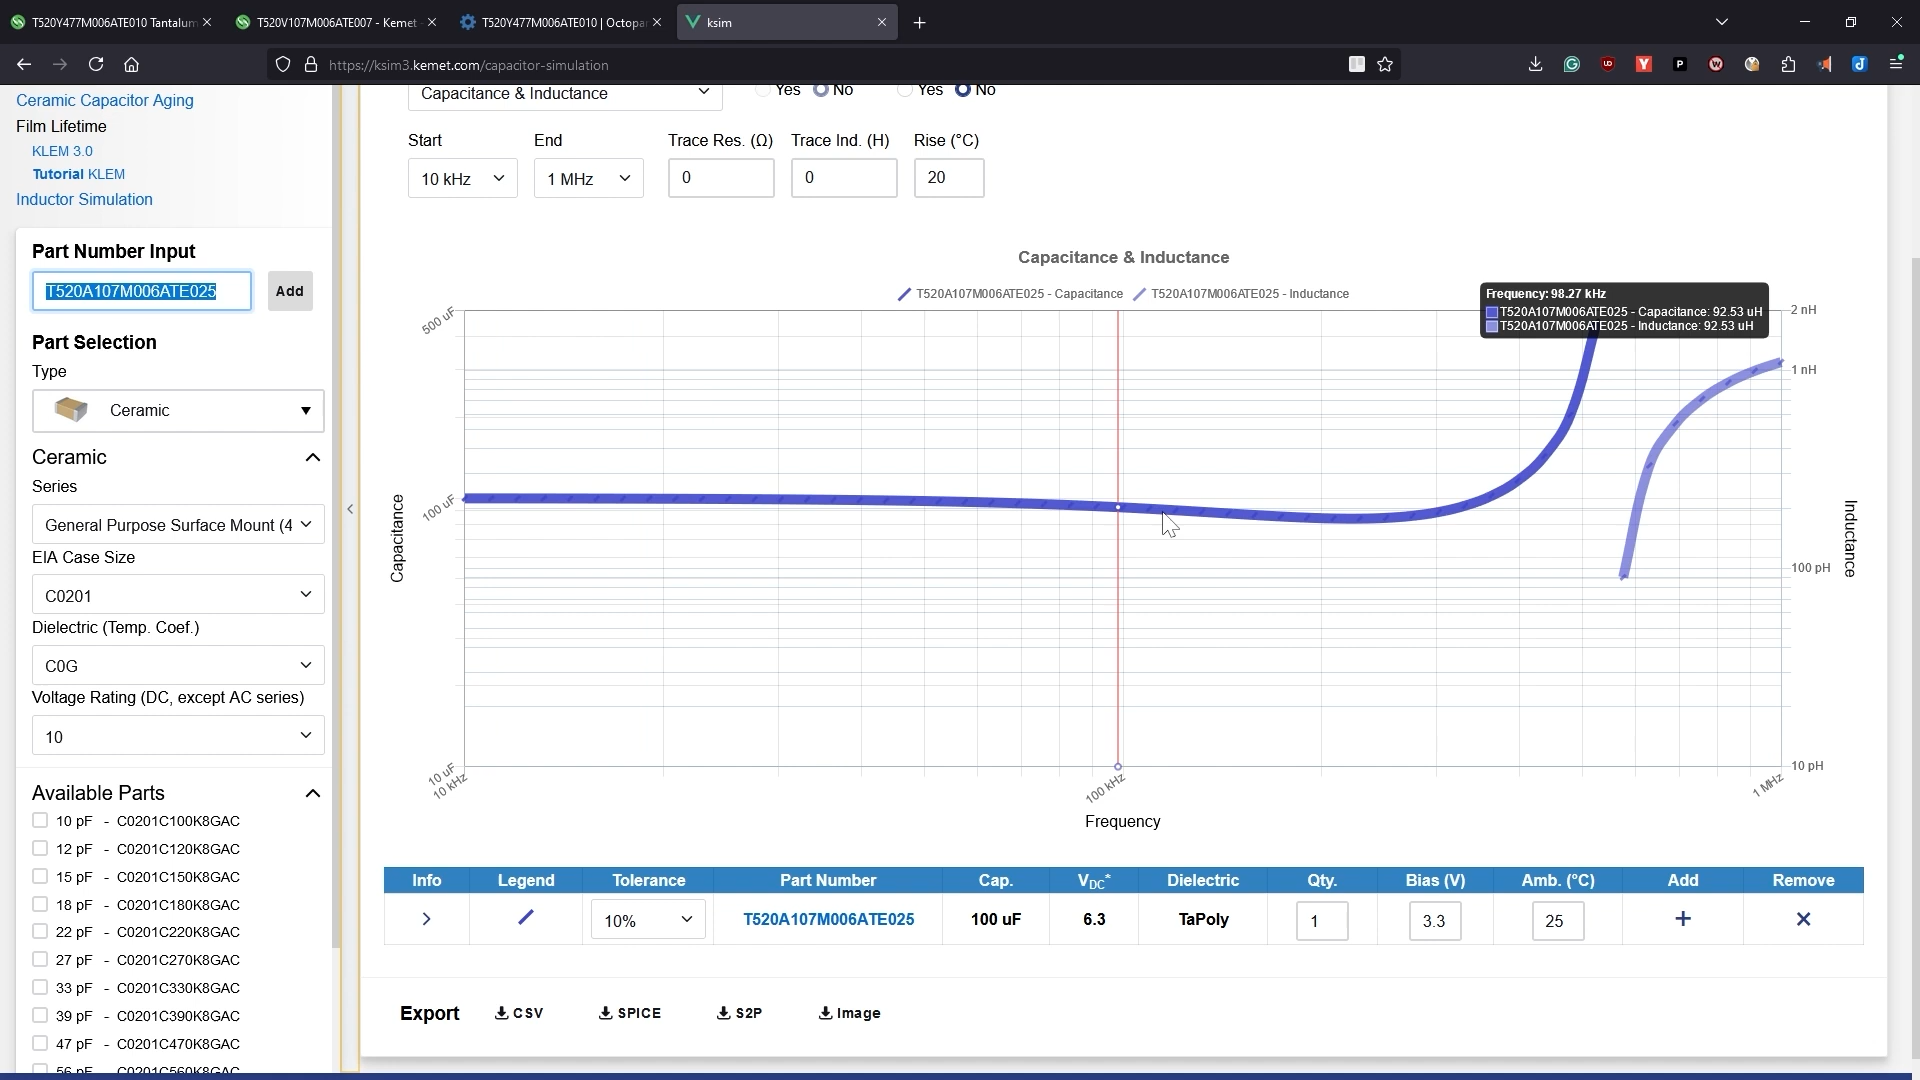 T520Y477M006ATE010 Tantalum
T520V107M006ATE007 - Kemet -
T520Y477M006ATE010 | Octopar
ksim
https://ksim3.kemet.com/capacitor-simulation
Ceramic Capacitor Aging
Film Lifetime
KLEM 3.0
Tutorial KLEM
Inductor Simulation
Part Number Input
T520A107M006ATE025
Add
Part Selection
Type
Ceramic
Ceramic
Series
General Purpose Surface Mount (4
EIA Case Size
C0201
Dielectric (Temp. Coef.)
C0G
Voltage Rating (DC, except AC series)
10
Available Parts
10 pF - C0201C100K8GAC
12 pF - C0201C120K8GAC
15 pF - C0201C150K8GAC
18 pF - C0201C180K8GAC
22 pF - C0201C220K8GAC
27 pF - C0201C270K8GAC
33 pF - C0201C330K8GAC
39 pF - C0201C390K8GAC
47 pF - C0201C470K8GAC
56 pF - C0201C560K8GAC
Capacitance & Inductance
Yes No Yes No
Start End Trace Res. (Ω) Trace Ind. (H) Rise (°C)
10 kHz 1 MHz 0 0 20
Capacitance & Inductance
T520A107M006ATE025 - Capacitance T520A107M006ATE025 - Inductance
Frequency: 98.27 kHz
T520A107M006ATE025 - Capacitance: 92.53 uH
T520A107M006ATE025 - Inductance: 92.53 uH
500 uF
100 uF
10 uF
Capacitance
2 nH
1 nH
100 pH
10 pH
Inductance
10 kHz
100 kHz
1 MHz
Frequency
Info Legend Tolerance Part Number Cap. VDC* Dielectric Qty. Bias (V) Amb. (°C) Add Remove
10% T520A107M006ATE025 100 uF 6.3 TaPoly 1 3.3 25
Export CSV SPICE S2P Image